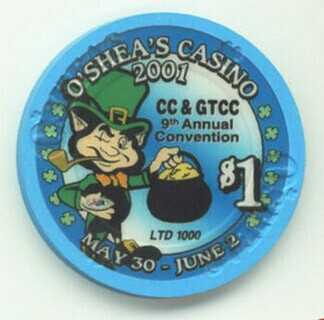 O'SHEA'S CASINO
2001
CC & GTCC
9th Annual
Convention
$1
LTD 1000
MAY 30 - JUNE 2